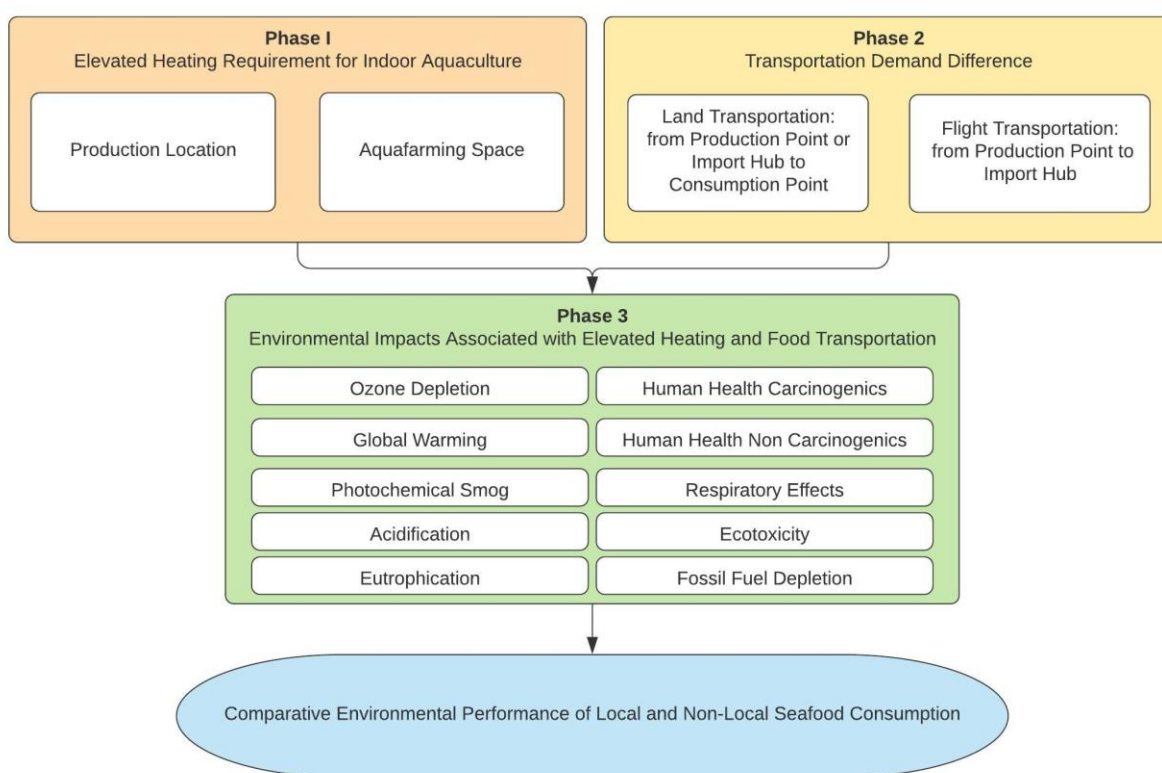 Phase I
Elevated Heating Requirement for Indoor Aquaculture
Production Location
Aquafarming Space
Phase 2
Transportation Demand Difference
Land Transportation:
from Production Point or
Import Hub to
Consumption Point
Flight Transportation:
from Production Point to
Import Hub
Phase 3
Environmental Impacts Associated with Elevated Heating and Food Transportation
Ozone Depletion
Human Health Carcinogenics
Global Warming
Human Health Non Carcinogenics
Photochemical Smog
Respiratory Effects
Acidification
Ecotoxicity
Eutrophication
Fossil Fuel Depletion
Comparative Environmental Performance of Local and Non-Local Seafood Consumption